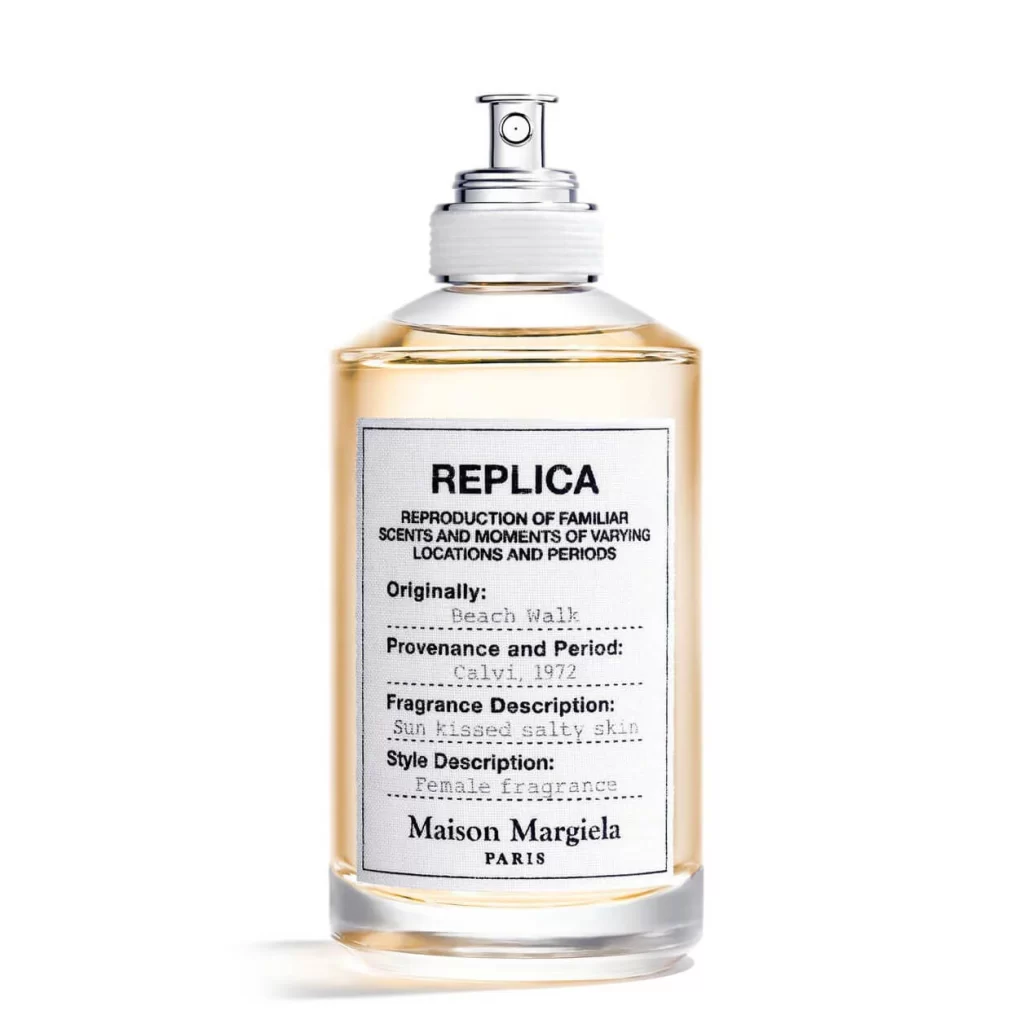 REPLICA
REPRODUCTION OF FAMILIAR
SCENTS AND MOMENTS OF VARYING
LOCATIONS AND PERIODS
Originally:
Beach Walk
Provenance and Period:
Calvi, 1972
Fragrance Description:
Sun kissed salty skin
Style Description:
Female fragrance
Maison Margiela
PARIS